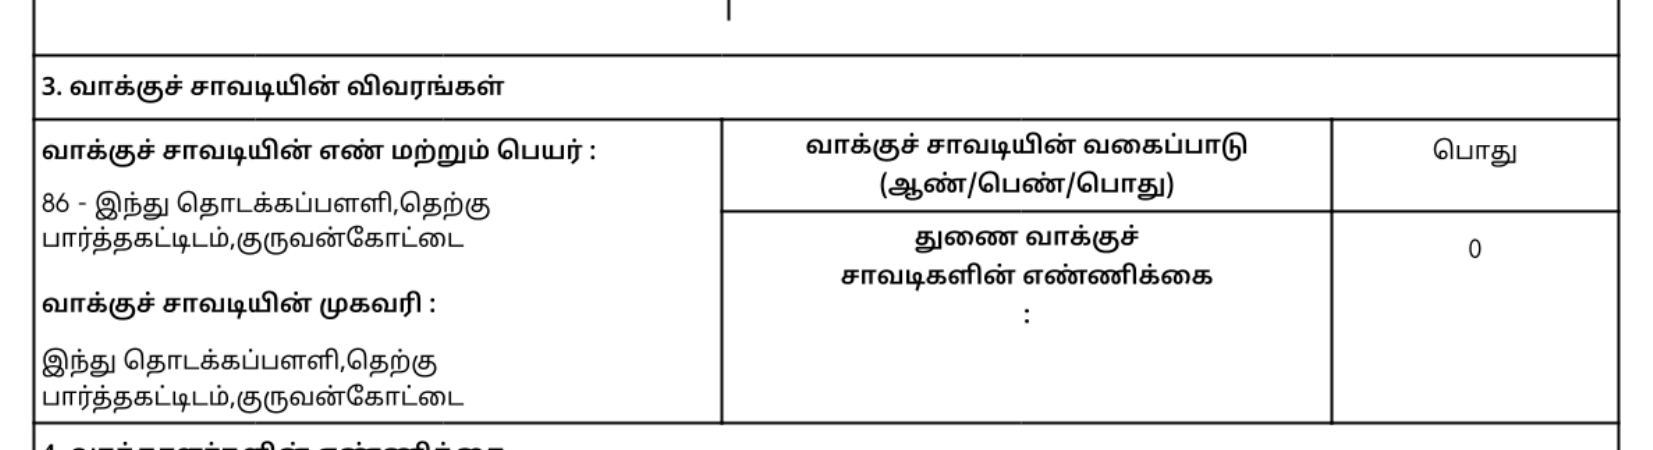 3. வாக்குச் சாவடியின் விவரங்கள்
வாக்குச் சாவடியின் எண் மற்றும் பெயர் :
86 - இந்து தொடக்கப்பளளி,தெற்கு
பார்த்தகட்டிடம்,குருவன்கோட்டை
வாக்குச் சாவடியின் முகவரி :
இந்து தொடக்கப்பளளி,தெற்கு
பார்த்தகட்டிடம்,குருவன்கோட்டை
வாக்குச் சாவடியின் வகைப்பாடு
(ஆண்/பெண்/பொது)
பொது
துணை வாக்குச்
சாவடிகளின் எண்ணிக்கை
:
0